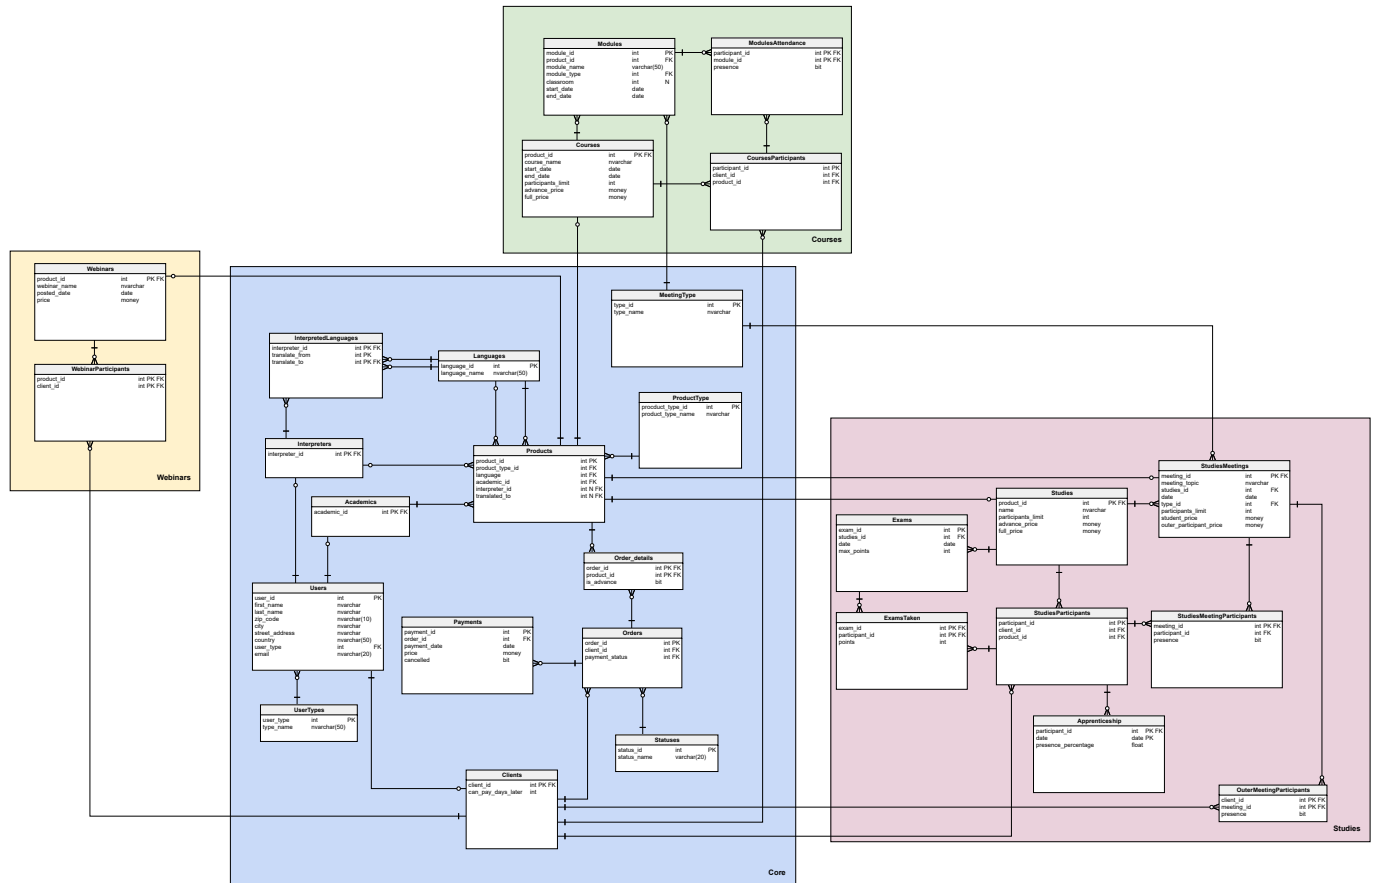 Modules
module_id int PK
product_id int FK
module_name varchar(50)
module_type int FK
classroom int N
start_date date
end_date date
ModulesAttendance
participant_id int PK FK
module_id int PK FK
presence bit
Courses
product_id int PK FK
course_name nvarchar
start_date date
end_date date
participants_limit int
advance_price money
full_price money
CoursesParticipants
participant_id int PK
client_id int FK
product_id int FK
Courses
Webinars
product_id int PK FK
webinar_name nvarchar
posted_date date
price money
WebinarParticipants
product_id int PK FK
client_id int PK FK
Webinars
MeetingType
type_id int PK
type_name nvarchar
InterpretedLanguages
interpreter_id int PK FK
translate_from int PK
translate_to int PK FK
Languages
language_id int PK
language_name nvarchar(50)
ProductType
procduct_type_id int PK
product_type_name nvarchar
Interpreters
interpreter_id int PK FK
Products
product_id int PK
product_type_id int FK
language int FK
academic_id int FK
interpreter_id int N FK
translated_to int N FK
Academics
academic_id int PK FK
Order_details
order_id int PK FK
product_id int PK FK
is_advance bit
Users
user_id int PK
first_name nvarchar
last_name nvarchar
zip_code nvarchar(10)
city nvarchar
street_address nvarchar
country nvarchar(50)
user_type int FK
email nvarchar(20)
Payments
payment_id int PK
order_id int FK
payment_date date
price money
cancelled bit
Orders
order_id int PK
client_id int FK
payment_status int FK
UserTypes
user_type int PK
type_name nvarchar(50)
Statuses
status_id int PK
status_name varchar(20)
Clients
client_id int PK FK
can_pay_days_later int
Core
StudiesMeetings
meeting_id int PK FK
meeting_topic nvarchar
studies_id int FK
date date
type_id int FK
participants_limit int
student_price money
outer_participant_price money
Studies
product_id int PK FK
name nvarchar
participants_limit int
advance_price money
full_price money
Exams
exam_id int PK
studies_id int FK
date date
max_points int
ExamsTaken
exam_id int PK FK
participant_id int PK FK
points int
StudiesParticipants
participant_id int PK
client_id int FK
product_id int FK
StudiesMeetingParticipants
meeting_id int PK FK
participant_id int FK
presence bit
Apprenticeship
participant_id int PK FK
date date PK
presence_percentage float
OuterMeetingParticipants
client_id int PK FK
meeting_id int PK FK
presence bit
Studies